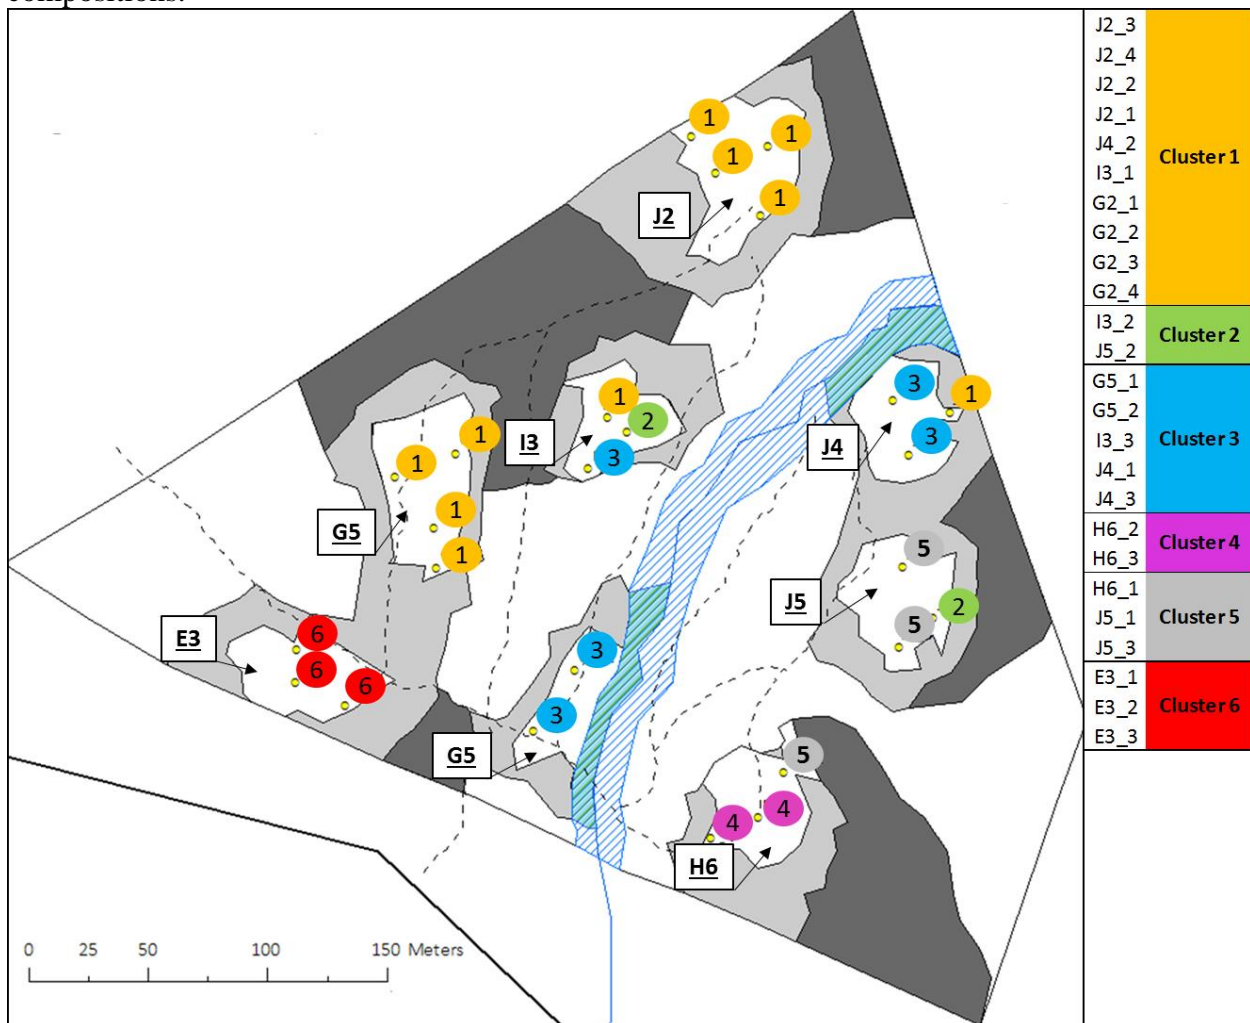 compositions.
J2_3
J2_4
J2_2
J2_1
J4_2
I3_1
G2_1
G2_2
G2_3
G2_4
Cluster 1
I3_2
J5_2
Cluster 2
G5_1
G5_2
I3_3
J4_1
J4_3
Cluster 3
H6_2
H6_3
Cluster 4
H6_1
J5_1
J5_3
Cluster 5
E3_1
E3_2
E3_3
Cluster 6
1
1
1
1
J2
1
2
3
I3
3
1
3
J4
1
1
1
1
G5
5
5
2
J5
6
6
6
E3
3
3
G5
5
4
4
H6
0 25 50 100 150 Meters